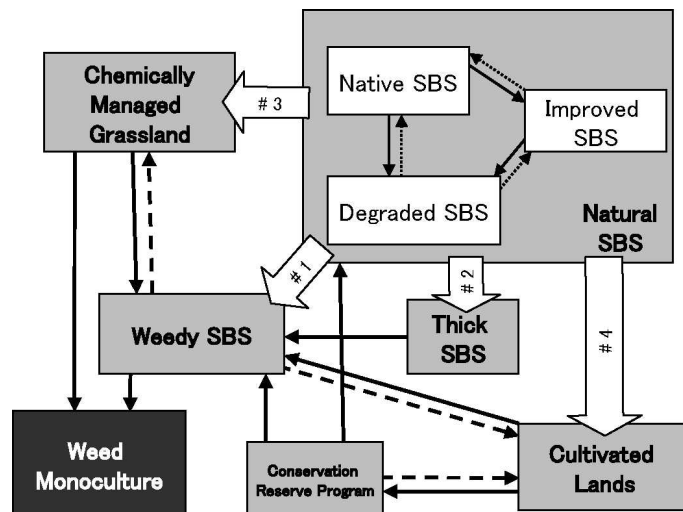 Chemically
Managed
Grassland
# 3
Native SBS
Improved
SBS
Degraded SBS
Natural
SBS
# 1
# 2
# 4
Weedy SBS
Thick
SBS
Weed
Monoculture
Conservation
Reserve Program
Cultivated
Lands